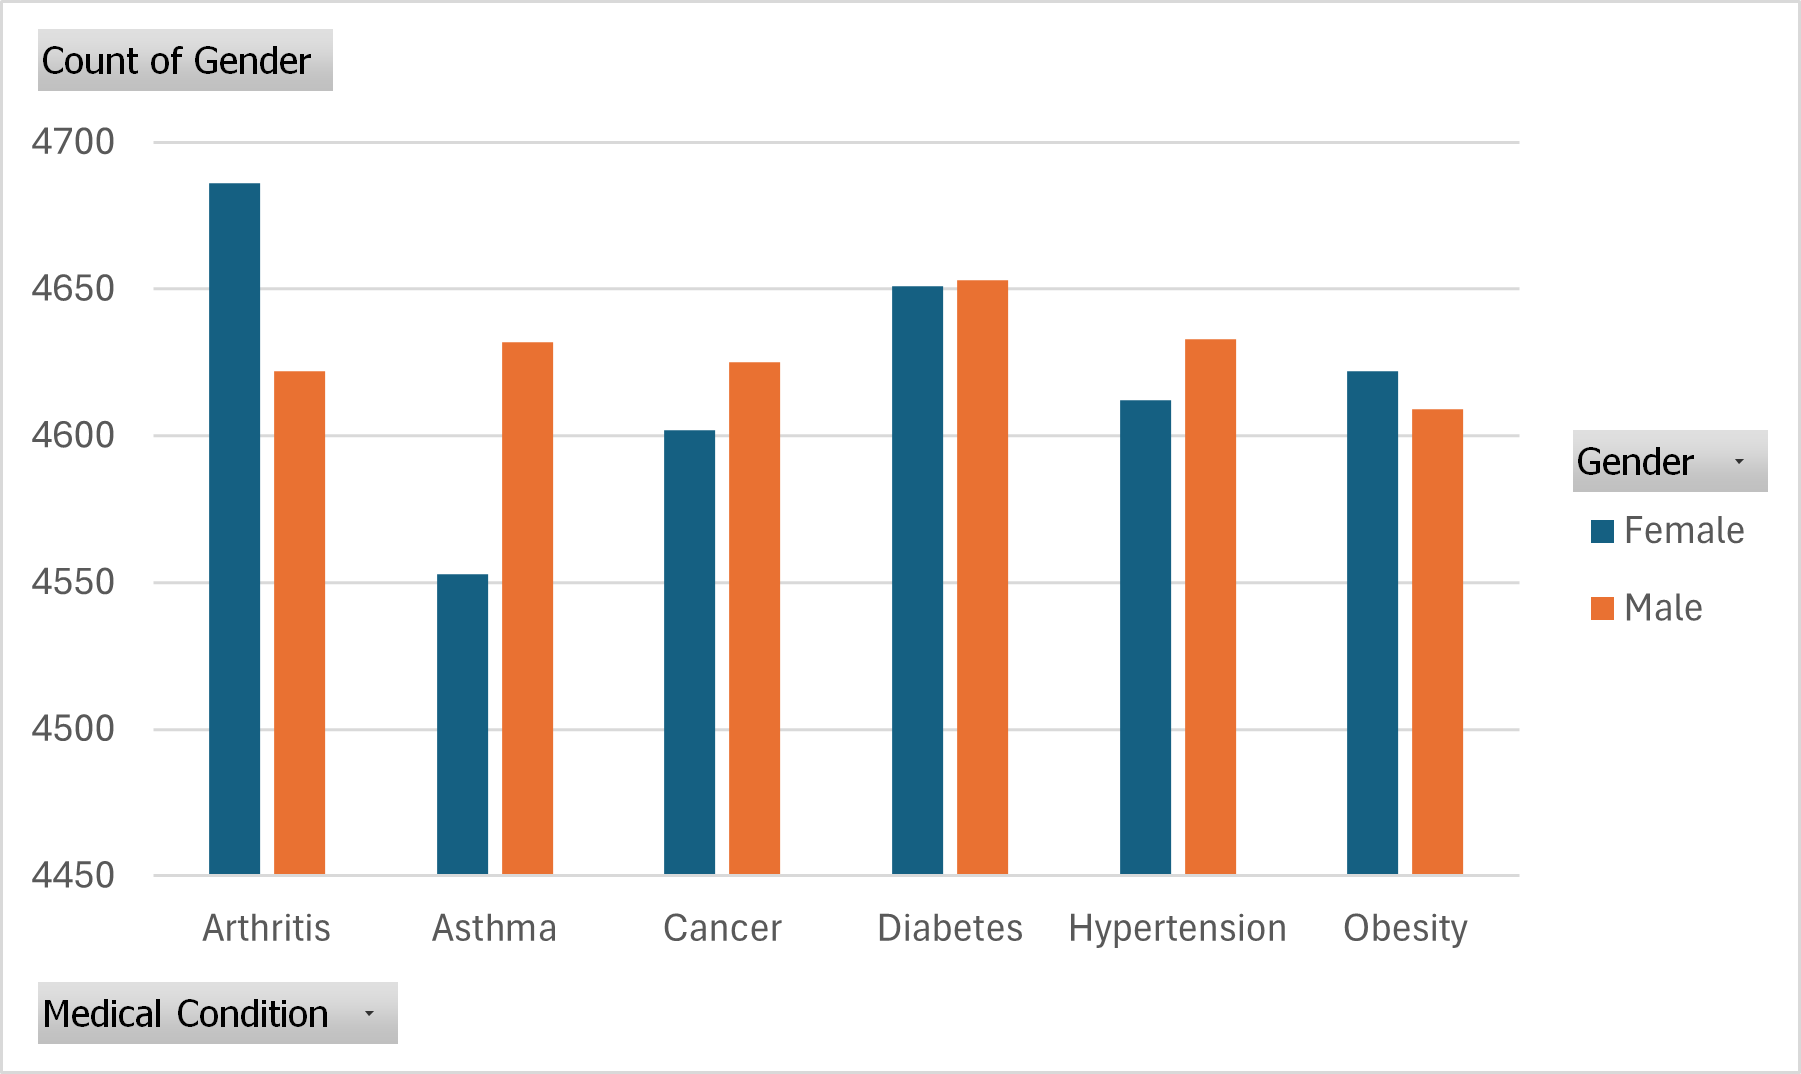 Count of Gender
4700
4650
4600
4550
4500
4450
Arthritis Asthma Cancer Diabetes Hypertension Obesity
Gender
Female
Male
Medical Condition